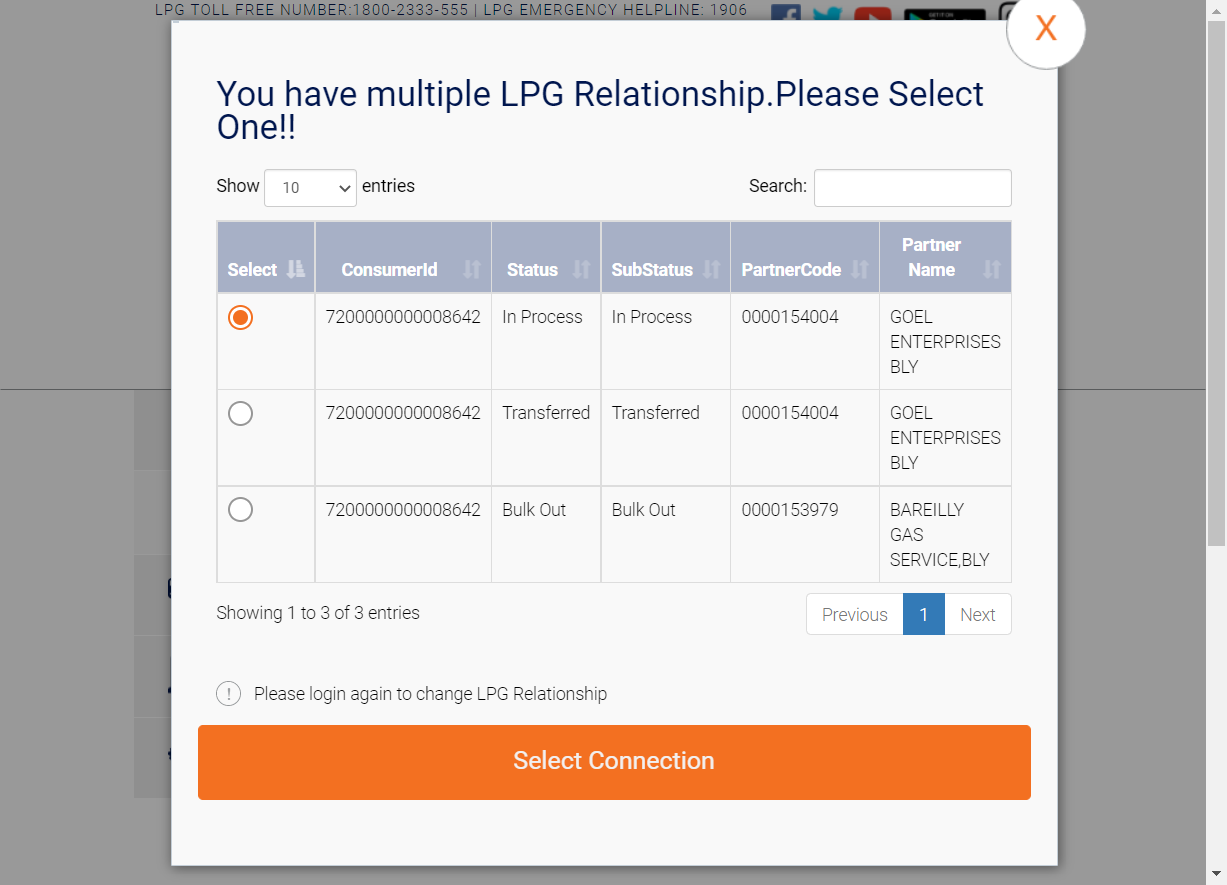 LPG TOLL FREE NUMBER:1800-2333-555 | LPG EMERGENCY HELPLINE: 1906
GET IT ON
X
You have multiple LPG Relationship.Please Select
One!!
Show 10 entries
Search:
Select ConsumerId Status SubStatus PartnerCode Partner
Name
7200000000008642 In Process In Process 0000154004 GOEL
ENTERPRISES
BLY
7200000000008642 Transferred Transferred 0000154004 GOEL
ENTERPRISES
BLY
7200000000008642 Bulk Out Bulk Out 0000153979 BAREILLY
GAS
SERVICE,BLY
Showing 1 to 3 of 3 entries
Previous 1 Next
! Please login again to change LPG Relationship
Select Connection